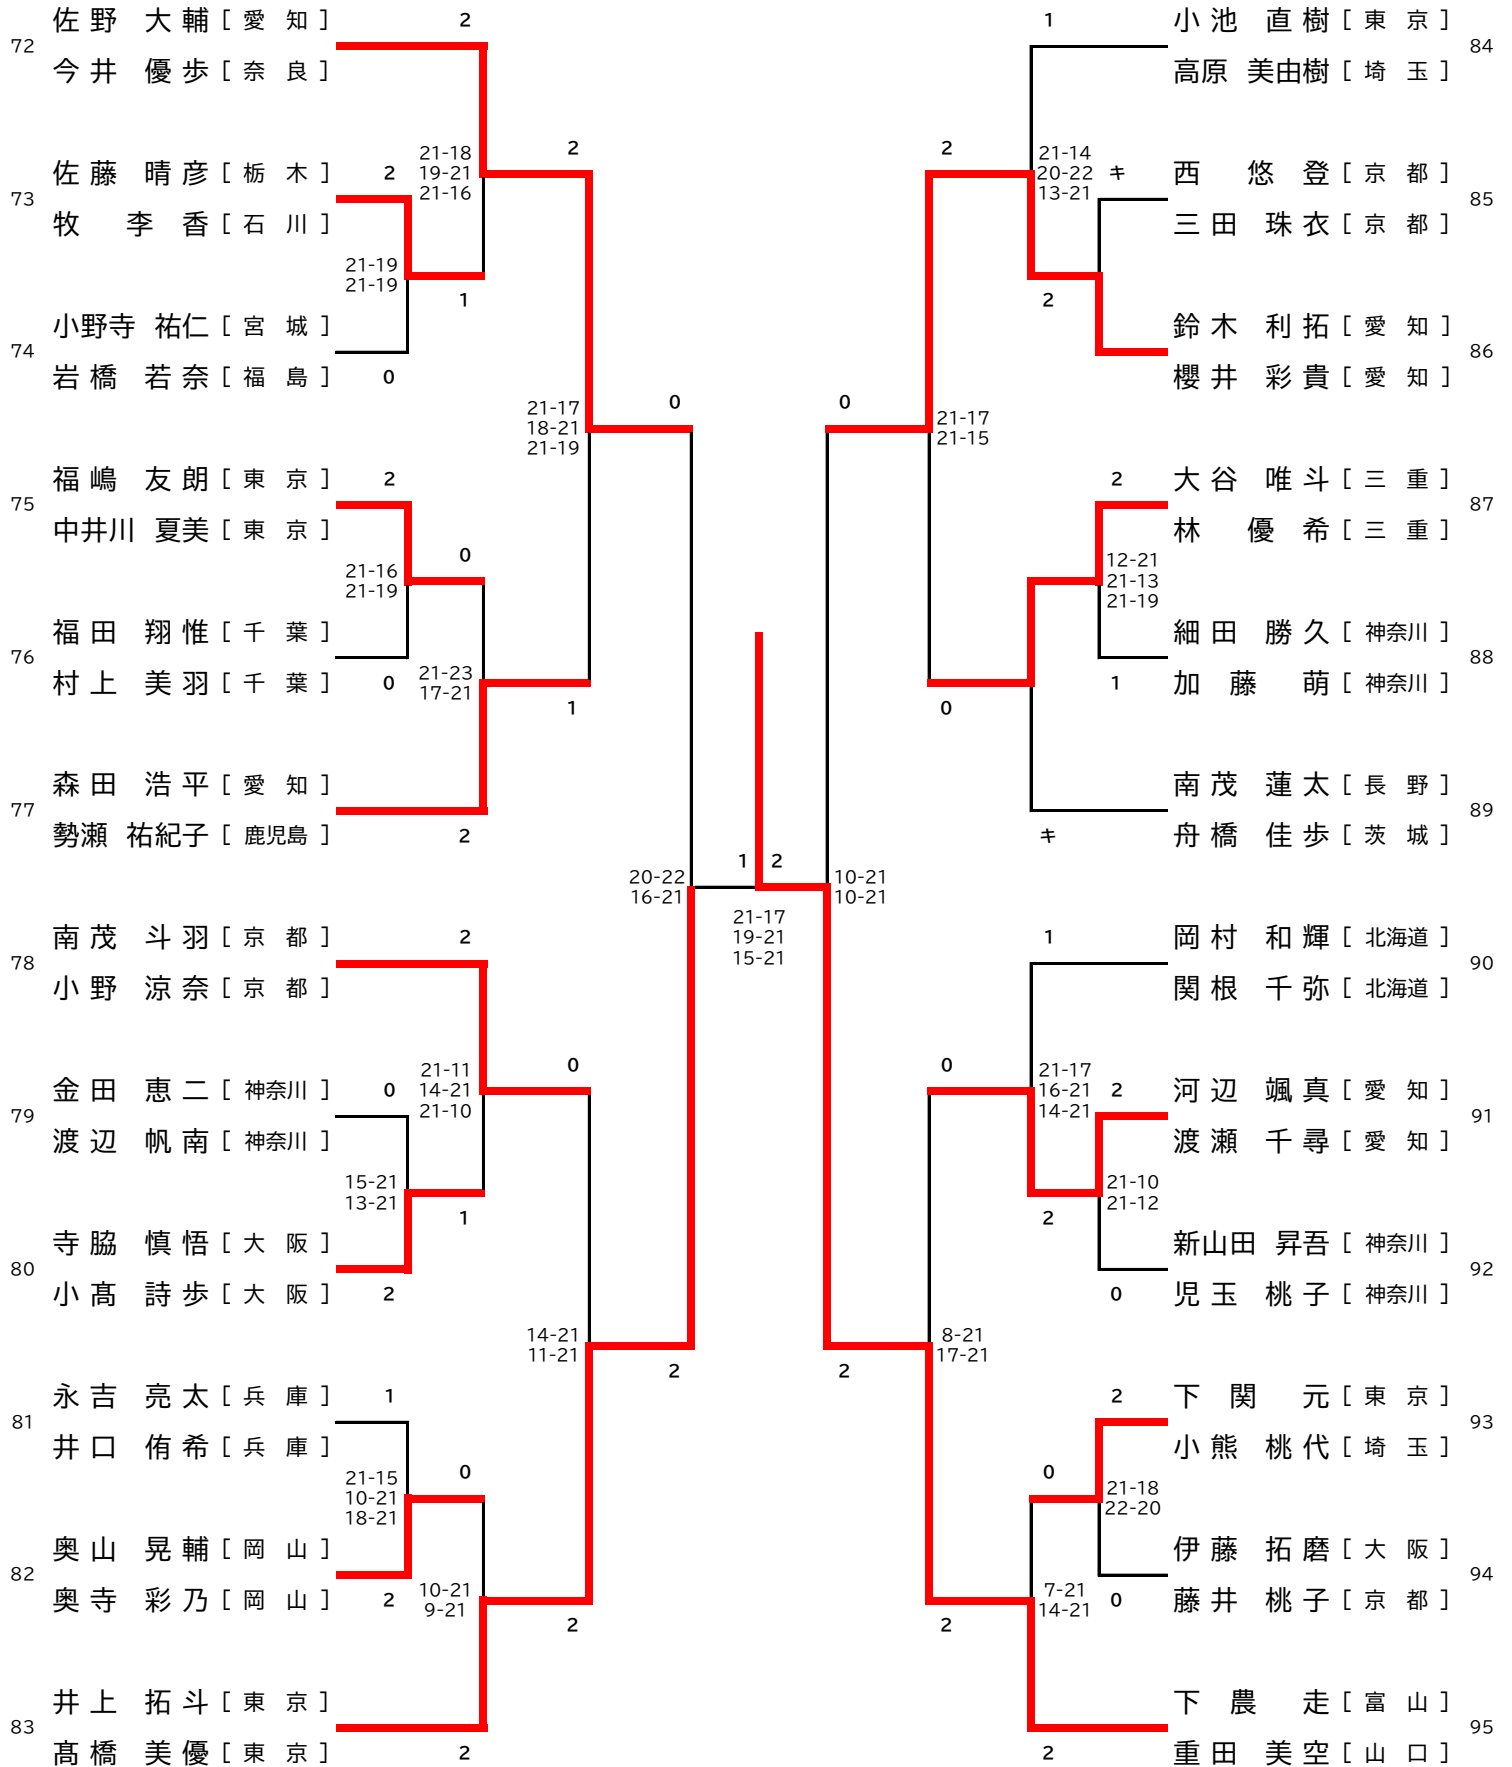 佐野 大輔 [ 愛 知 ] 2
72
今井 優歩 [ 奈 良 ]
21-18
19-21
21-16
2
佐藤 晴彦 [ 栃 木 ] 2
73
牧 李香 [ 石 川 ]
21-19
21-19
1
小野寺 祐仁 [ 宮 城 ]
74
岩橋 若奈 [ 福 島 ] 0
21-17
18-21
21-19
0
福嶋 友朗 [ 東 京 ] 2
75
中井川 夏美 [ 東 京 ]
0
21-16
21-19
福田 翔惟 [ 千 葉 ]
76
村上 美羽 [ 千 葉 ] 0
21-23
17-21
1
森田 浩平 [ 愛 知 ]
77
勢瀬 祐紀子 [ 鹿児島 ] 2
20-22
16-21
1 2
21-17
19-21
15-21
南茂 斗羽 [ 京 都 ] 2
78
小野 涼奈 [ 京 都 ]
21-11
14-21
21-10
0
金田 恵二 [ 神奈川 ] 0
79
渡辺 帆南 [ 神奈川 ]
15-21
13-21
1
寺脇 慎悟 [ 大 阪 ]
80
小髙 詩歩 [ 大 阪 ] 2
14-21
11-21
2
永吉 亮太 [ 兵 庫 ] 1
81
井口 侑希 [ 兵 庫 ]
0
21-15
10-21
18-21
奥山 晃輔 [ 岡 山 ]
82
奥寺 彩乃 [ 岡 山 ] 2
10-21
9-21
2
井上 拓斗 [ 東 京 ]
83
髙橋 美優 [ 東 京 ] 2
1 小池 直樹 [ 東 京 ]
84
高原 美由樹 [ 埼 玉 ]
2
21-14
20-22
13-21
キ 西 悠登 [ 京 都 ]
85
三田 珠衣 [ 京 都 ]
2
鈴木 利拓 [ 愛 知 ]
86
櫻井 彩貴 [ 愛 知 ]
0
21-17
21-15
2 大谷 唯斗 [ 三 重 ]
87
林 優希 [ 三 重 ]
12-21
21-13
21-19
細田 勝久 [ 神奈川 ]
88
1 加藤 萌 [ 神奈川 ]
0
南茂 蓮太 [ 長 野 ]
89
キ 舟橋 佳歩 [ 茨 城 ]
10-21
10-21
1 岡村 和輝 [ 北海道 ]
90
関根 千弥 [ 北海道 ]
0
21-17
16-21
14-21
2 河辺 颯真 [ 愛 知 ]
91
渡瀬 千尋 [ 愛 知 ]
21-10
21-12
2
新山田 昇吾 [ 神奈川 ]
92
0 児玉 桃子 [ 神奈川 ]
8-21
17-21
2
2 下関 元 [ 東 京 ]
93
小熊 桃代 [ 埼 玉 ]
0
21-18
22-20
伊藤 拓磨 [ 大 阪 ]
94
0 藤井 桃子 [ 京 都 ]
7-21
14-21
2
下農 走 [ 富 山 ]
95
2 重田 美空 [ 山 口 ]